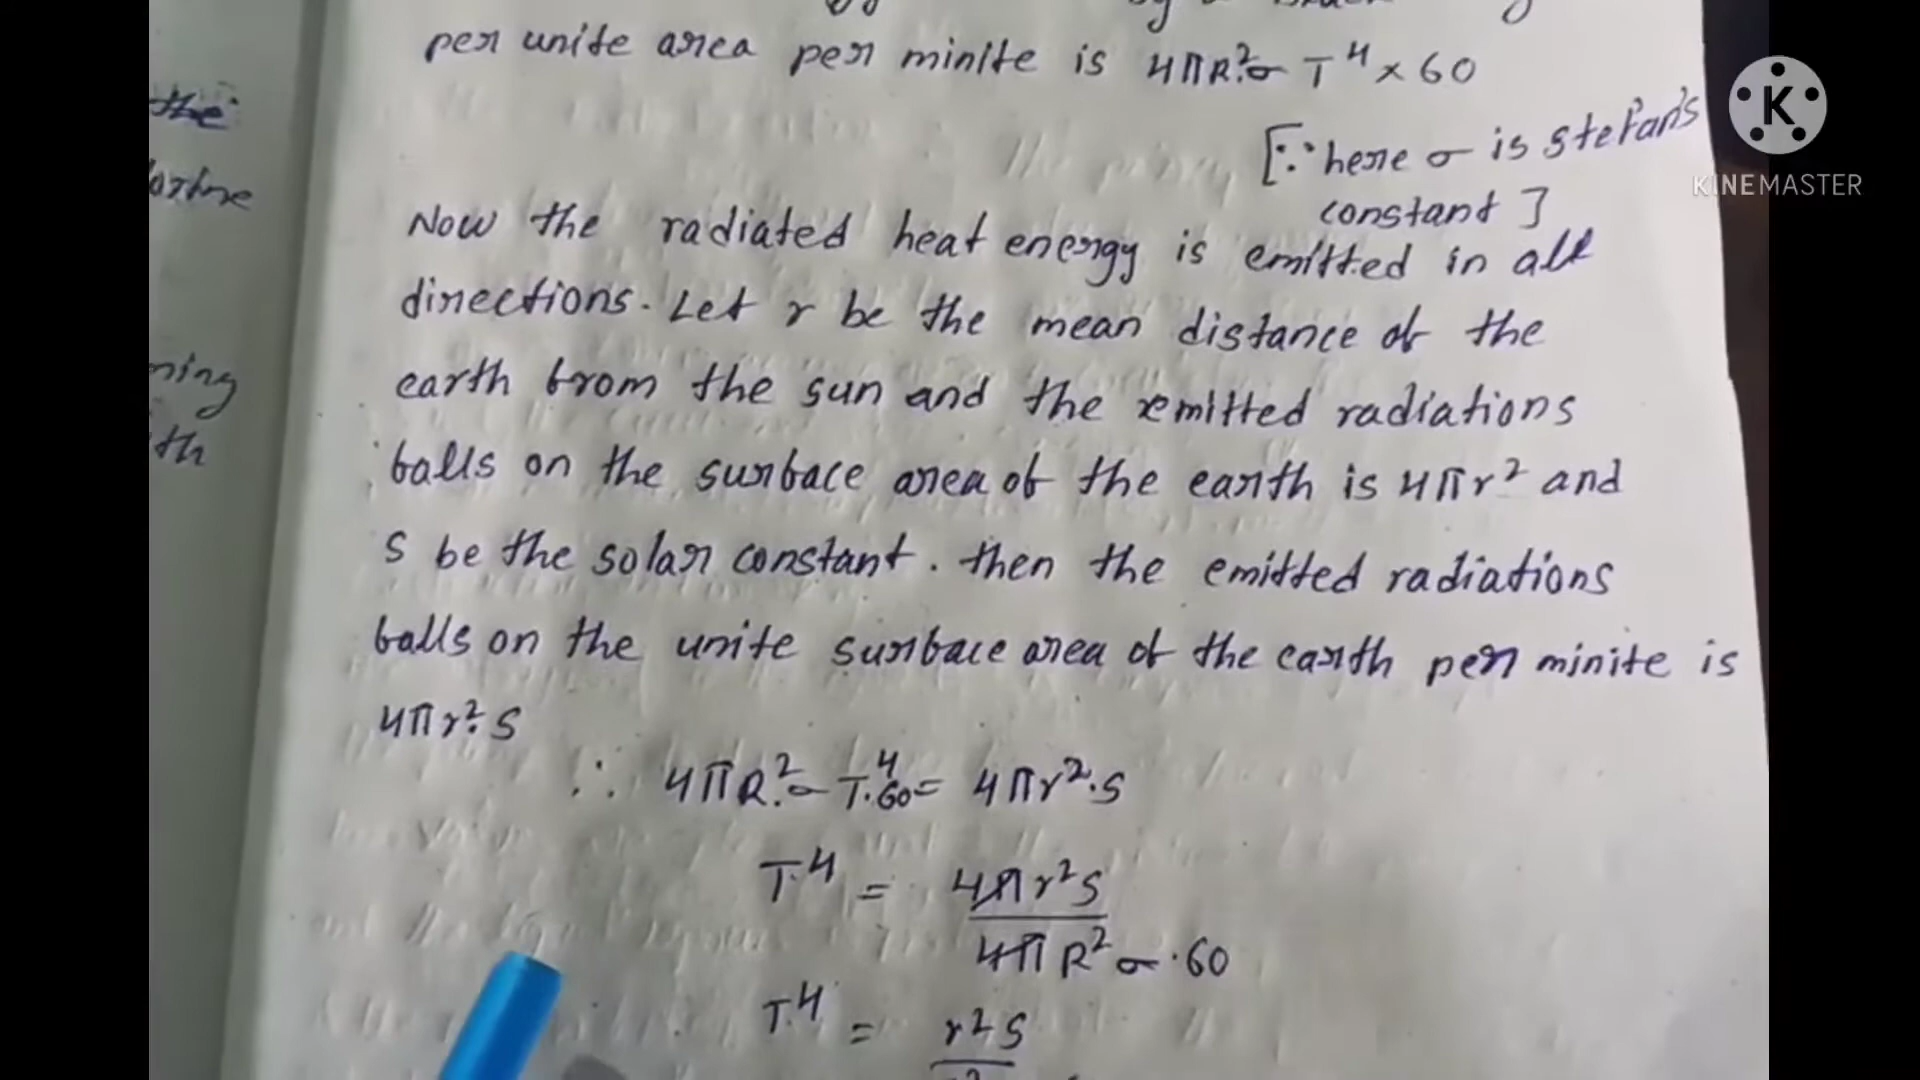 per unite area per minite is 4πR².σ T⁴ × 60
[∵ here σ is stefan's
constant]
Now the radiated heat energy is emitted in all
directions. Let r be the mean distance of the
earth from the sun and the emitted radiations
falls on the surface area of the earth is 4πr² and
S be the solar constant. then the emitted radiations
falls on the unite surface area of the earth per minite is
4πr².S
∴ 4πR².σ T⁴.60 = 4πr².S
T⁴ = 4πr²S / 4πR²σ.60
T⁴ = r²S
the
ning
th
K
KINEMASTER